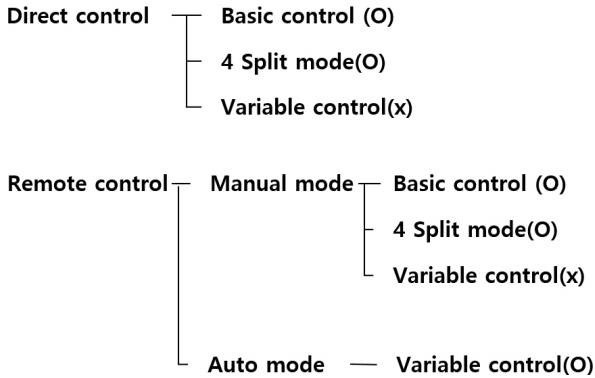 Direct control Basic control (O)
4 Split mode(O)
Variable control(x)
Remote control Manual mode Basic control (O)
4 Split mode(O)
Variable control(x)
Auto mode Variable control(O)